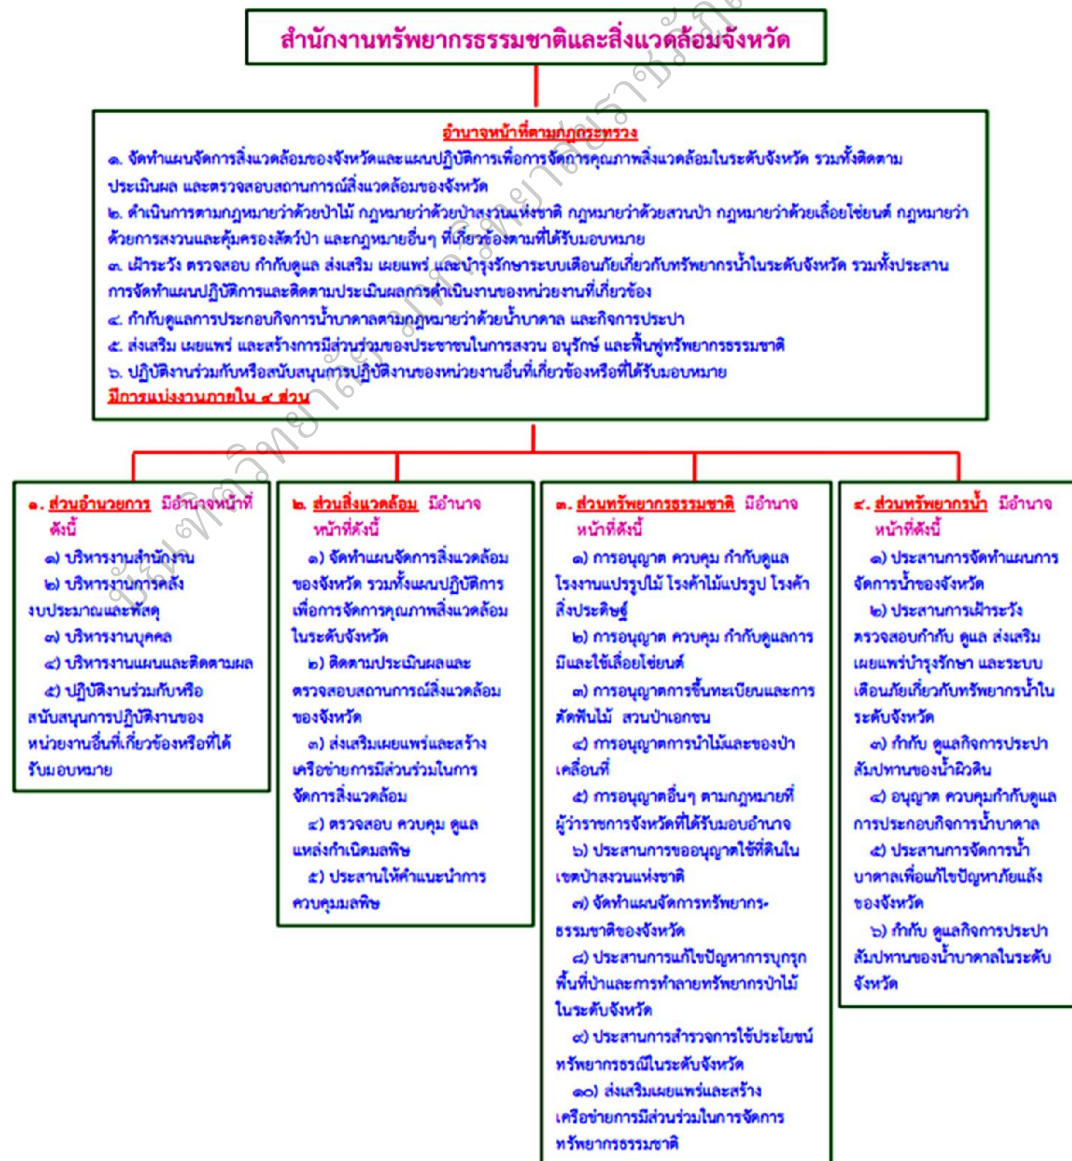 สำนักงานทรัพยากรธรรมชาติและสิ่งแวดล้อมจังหวัด
อำนาจหน้าที่ตามกฎกระทรวง
๑. จัดทำแผนจัดการสิ่งแวดล้อมของจังหวัดและแผนปฏิบัติการเพื่อการจัดการคุณภาพสิ่งแวดล้อมในระดับจังหวัด รวมทั้งติดตาม
ประเมินผล และตรวจสอบสถานการณ์สิ่งแวดล้อมของจังหวัด
๒. ดำเนินการตามกฎหมายว่าด้วยป่าไม้ กฎหมายว่าด้วยป่าสงวนแห่งชาติ กฎหมายว่าด้วยสวนป่า กฎหมายว่าด้วยเลื่อยโซ่ยนต์ กฎหมายว่า
ด้วยการสงวนและคุ้มครองสัตว์ป่า และกฎหมายอื่นๆ ที่เกี่ยวข้องตามที่ได้รับมอบหมาย
๓. เฝ้าระวัง ตรวจสอบ กำกับดูแล ส่งเสริม เผยแพร่ และบำรุงรักษาระบบเตือนภัยเกี่ยวกับทรัพยากรน้ำในระดับจังหวัด รวมทั้งประสาน
การจัดทำแผนปฏิบัติการและติดตามประเมินผลการดำเนินงานของหน่วยงานที่เกี่ยวข้อง
๔. กำกับดูแลการประกอบกิจการน้ำบาดาลตามกฎหมายว่าด้วยน้ำบาดาล และกิจการประปา
๕. ส่งเสริม เผยแพร่ และสร้างการมีส่วนร่วมของประชาชนในการสงวน อนุรักษ์ และฟื้นฟูทรัพยากรธรรมชาติ
๖. ปฏิบัติงานร่วมกับหรือสนับสนุนการปฏิบัติงานของหน่วยงานอื่นที่เกี่ยวข้องหรือที่ได้รับมอบหมาย
มีการแบ่งงานภายใน ๔ ส่วน
๑. ส่วนอำนวยการ มีอำนาจหน้าที่
ดังนี้
๑) บริหารงานสำนักงาน
๒) บริหารงานการคลัง
งบประมาณและพัสดุ
๓) บริหารงานบุคคล
๔) บริหารงานแผนและติดตามผล
๕) ปฏิบัติงานร่วมกับหรือ
สนับสนุนการปฏิบัติงานของ
หน่วยงานอื่นที่เกี่ยวข้องหรือที่ได้
รับมอบหมาย
๒. ส่วนสิ่งแวดล้อม มีอำนาจ
หน้าที่ดังนี้
๑) จัดทำแผนจัดการสิ่งแวดล้อม
ของจังหวัด รวมทั้งแผนปฏิบัติการ
เพื่อการจัดการคุณภาพสิ่งแวดล้อม
ในระดับจังหวัด
๒) ติดตามประเมินผลและ
ตรวจสอบสถานการณ์สิ่งแวดล้อม
ของจังหวัด
๓) ส่งเสริมเผยแพร่และสร้าง
เครือข่ายการมีส่วนร่วมในการ
จัดการสิ่งแวดล้อม
๔) ตรวจสอบ ควบคุม ดูแล
แหล่งกำเนิดมลพิษ
๕) ประสานให้คำแนะนำการ
ควบคุมมลพิษ
๓. ส่วนทรัพยากรธรรมชาติ มีอำนาจ
หน้าที่ดังนี้
๑) การอนุญาต ควบคุม กำกับดูแล
โรงงานแปรรูปไม้ โรงค้าไม้แปรรูป โรงค้า
สิ่งประดิษฐ์
๒) การอนุญาต ควบคุม กำกับดูแลการ
มีและใช้เลื่อยโซ่ยนต์
๓) การอนุญาตการขึ้นทะเบียนและการ
ตัดฟันไม้ สวนป่าเอกชน
๔) การอนุญาตการนำไม้และของป่า
เคลื่อนที่
๕) การอนุญาตอื่นๆ ตามกฎหมายที่
ผู้ว่าราชการจังหวัดที่ได้รับมอบอำนาจ
๖) ประสานการขออนุญาตใช้ที่ดินใน
เขตป่าสงวนแห่งชาติ
๗) จัดทำแผนจัดการทรัพยากร-
ธรรมชาติของจังหวัด
๘) ประสานการแก้ไขปัญหาการบุกรุก
พื้นที่ป่าและการทำลายทรัพยากรป่าไม้
ในระดับจังหวัด
๙) ประสานการสำรวจการใช้ประโยชน์
ทรัพยากรธรณีในระดับจังหวัด
๑๐) ส่งเสริมเผยแพร่และสร้าง
เครือข่ายการมีส่วนร่วมในการจัดการ
ทรัพยากรธรรมชาติ
๔. ส่วนทรัพยากรน้ำ มีอำนาจ
หน้าที่ดังนี้
๑) ประสานการจัดทำแผนการ
จัดการน้ำของจังหวัด
๒) ประสานการเฝ้าระวัง
ตรวจสอบกำกับ ดูแล ส่งเสริม
เผยแพร่บำรุงรักษา และระบบ
เตือนภัยเกี่ยวกับทรัพยากรน้ำใน
ระดับจังหวัด
๓) กำกับ ดูแลกิจการประปา
สัมปทานของน้ำผิวดิน
๔) อนุญาต ควบคุมกำกับดูแล
การประกอบกิจการน้ำบาดาล
๕) ประสานการจัดการน้ำ
บาดาลเพื่อแก้ไขปัญหาภัยแล้ง
ของจังหวัด
๖) กำกับ ดูแลกิจการประปา
สัมปทานของน้ำบาดาลในระดับ
จังหวัด
บัณฑิตวิทยาลัย มหาวิทยาลัยราชภัฏ